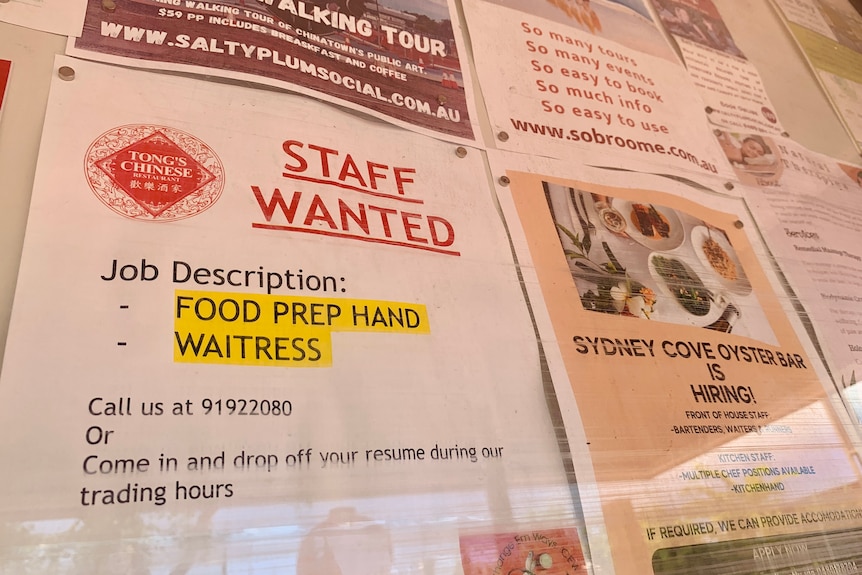 WALKING TOUR
WALKING TOUR OF CHINATOWN'S PUBLIC ART.
$59 PP INCLUDES BREAKFAST AND COFFEE
WWW.SALTYPLUMSOCIAL.COM.AU
So many tours
So many events
So easy to book
So much info
So easy to use
www.sobroome.com.au
TONG'S
CHINESE
RESTAURANT
歡樂酒家
STAFF
WANTED
Job Description:
- FOOD PREP HAND
- WAITRESS
Call us at 91922080
Or
Come in and drop off your resume during our
trading hours
SYDNEY COVE OYSTER BAR
IS
HIRING!
FRONT OF HOUSE STAFF
-BARTENDERS, WAITERS & RUNNERS
KITCHEN STAFF:
-MULTIPLE CHEF POSITIONS AVAILABLE
-KITCHENHAND
IF REQUIRED, WE CAN PROVIDE ACCOMODATION
APPLY NOW
Services
Remedial Massage